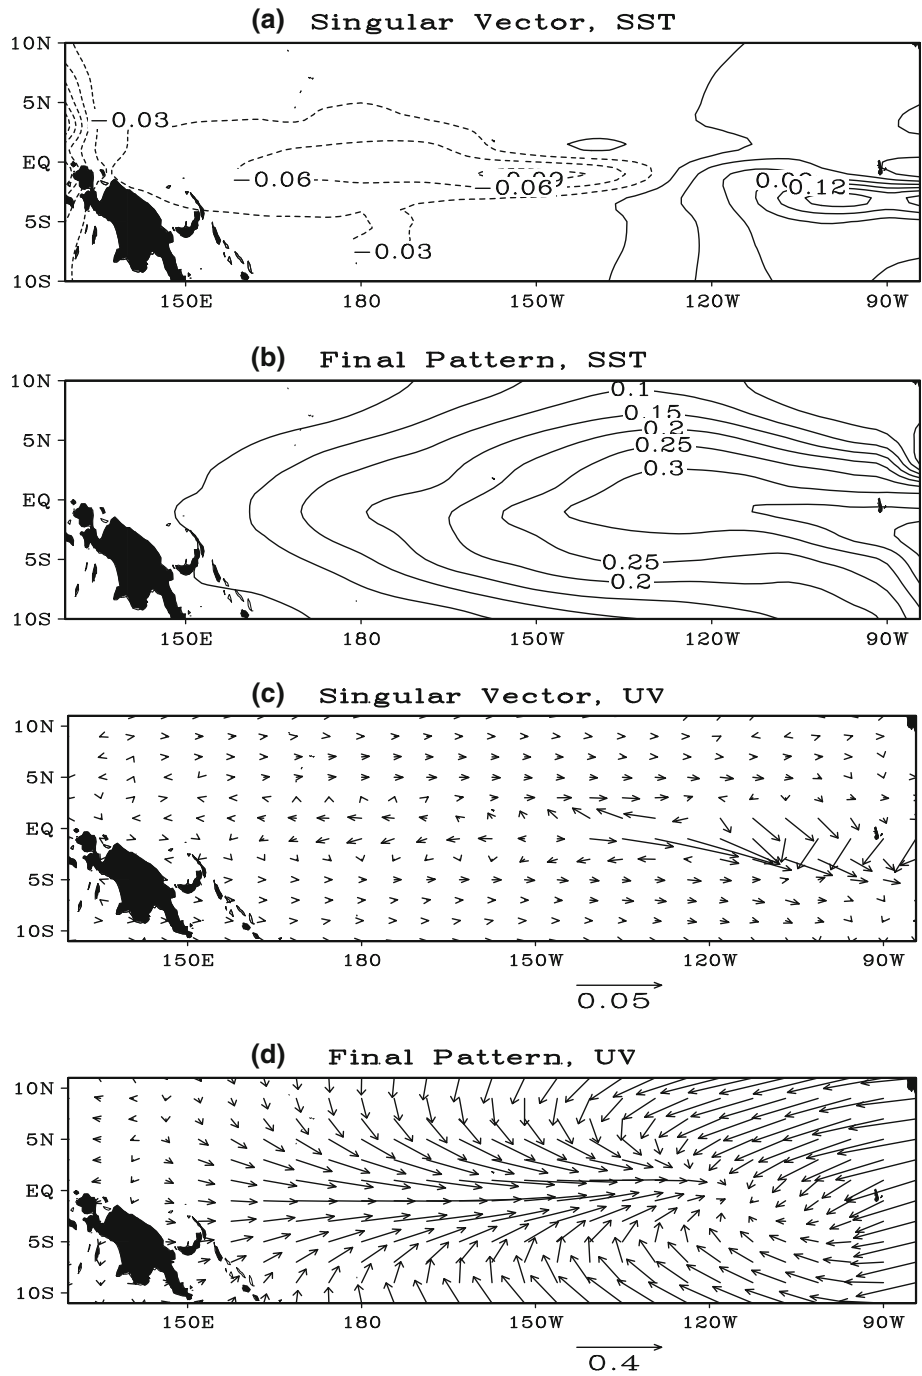 (a) Singular Vector, SST
10N
5N
EQ
5S
10S
−0.03
−0.06
−0.09
−0.06
−0.03
0.12
150E 180 150W 120W 90W
(b) Final Pattern, SST
10N
5N
EQ
5S
10S
0.1
0.15
0.2
0.25
0.3
0.25
0.2
150E 180 150W 120W 90W
(c) Singular Vector, UV
10N
5N
EQ
5S
10S
150E 180 150W 120W 90W
0.05
(d) Final Pattern, UV
10N
5N
EQ
5S
10S
150E 180 150W 120W 90W
0.4